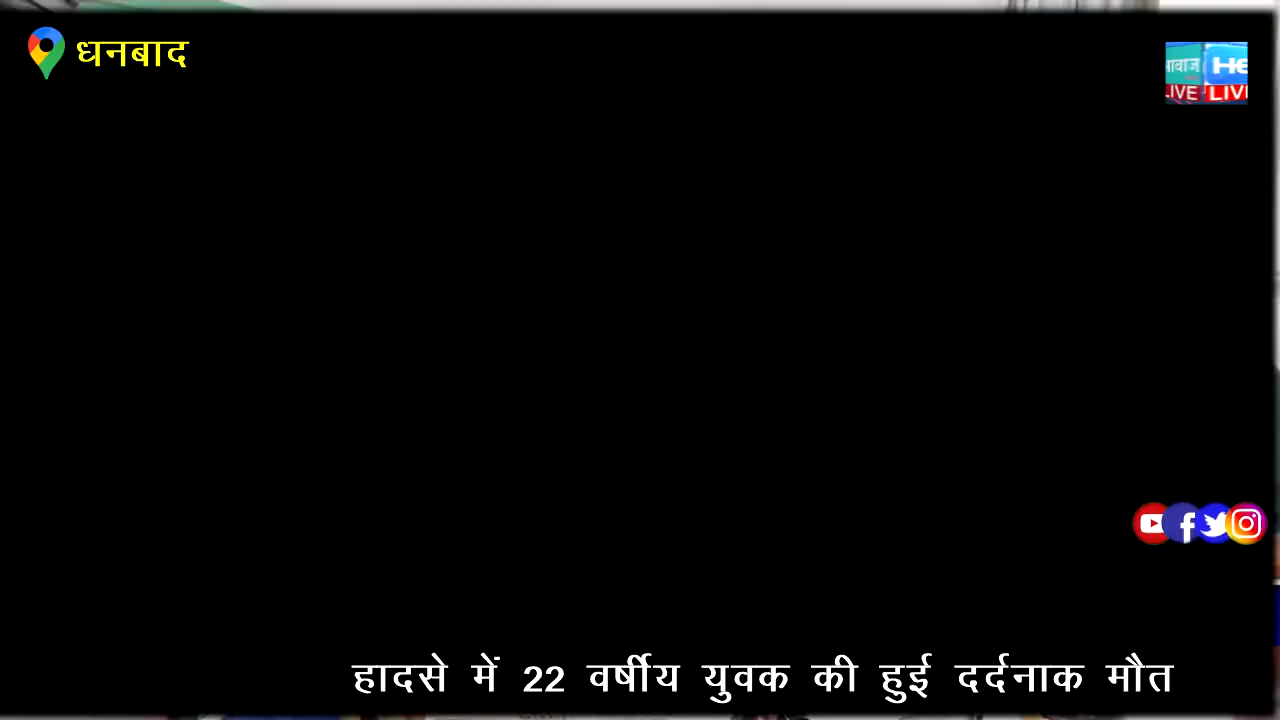 धनबाद
हादसे में 22 वर्षीय युवक की हुई दर्दनाक मौत